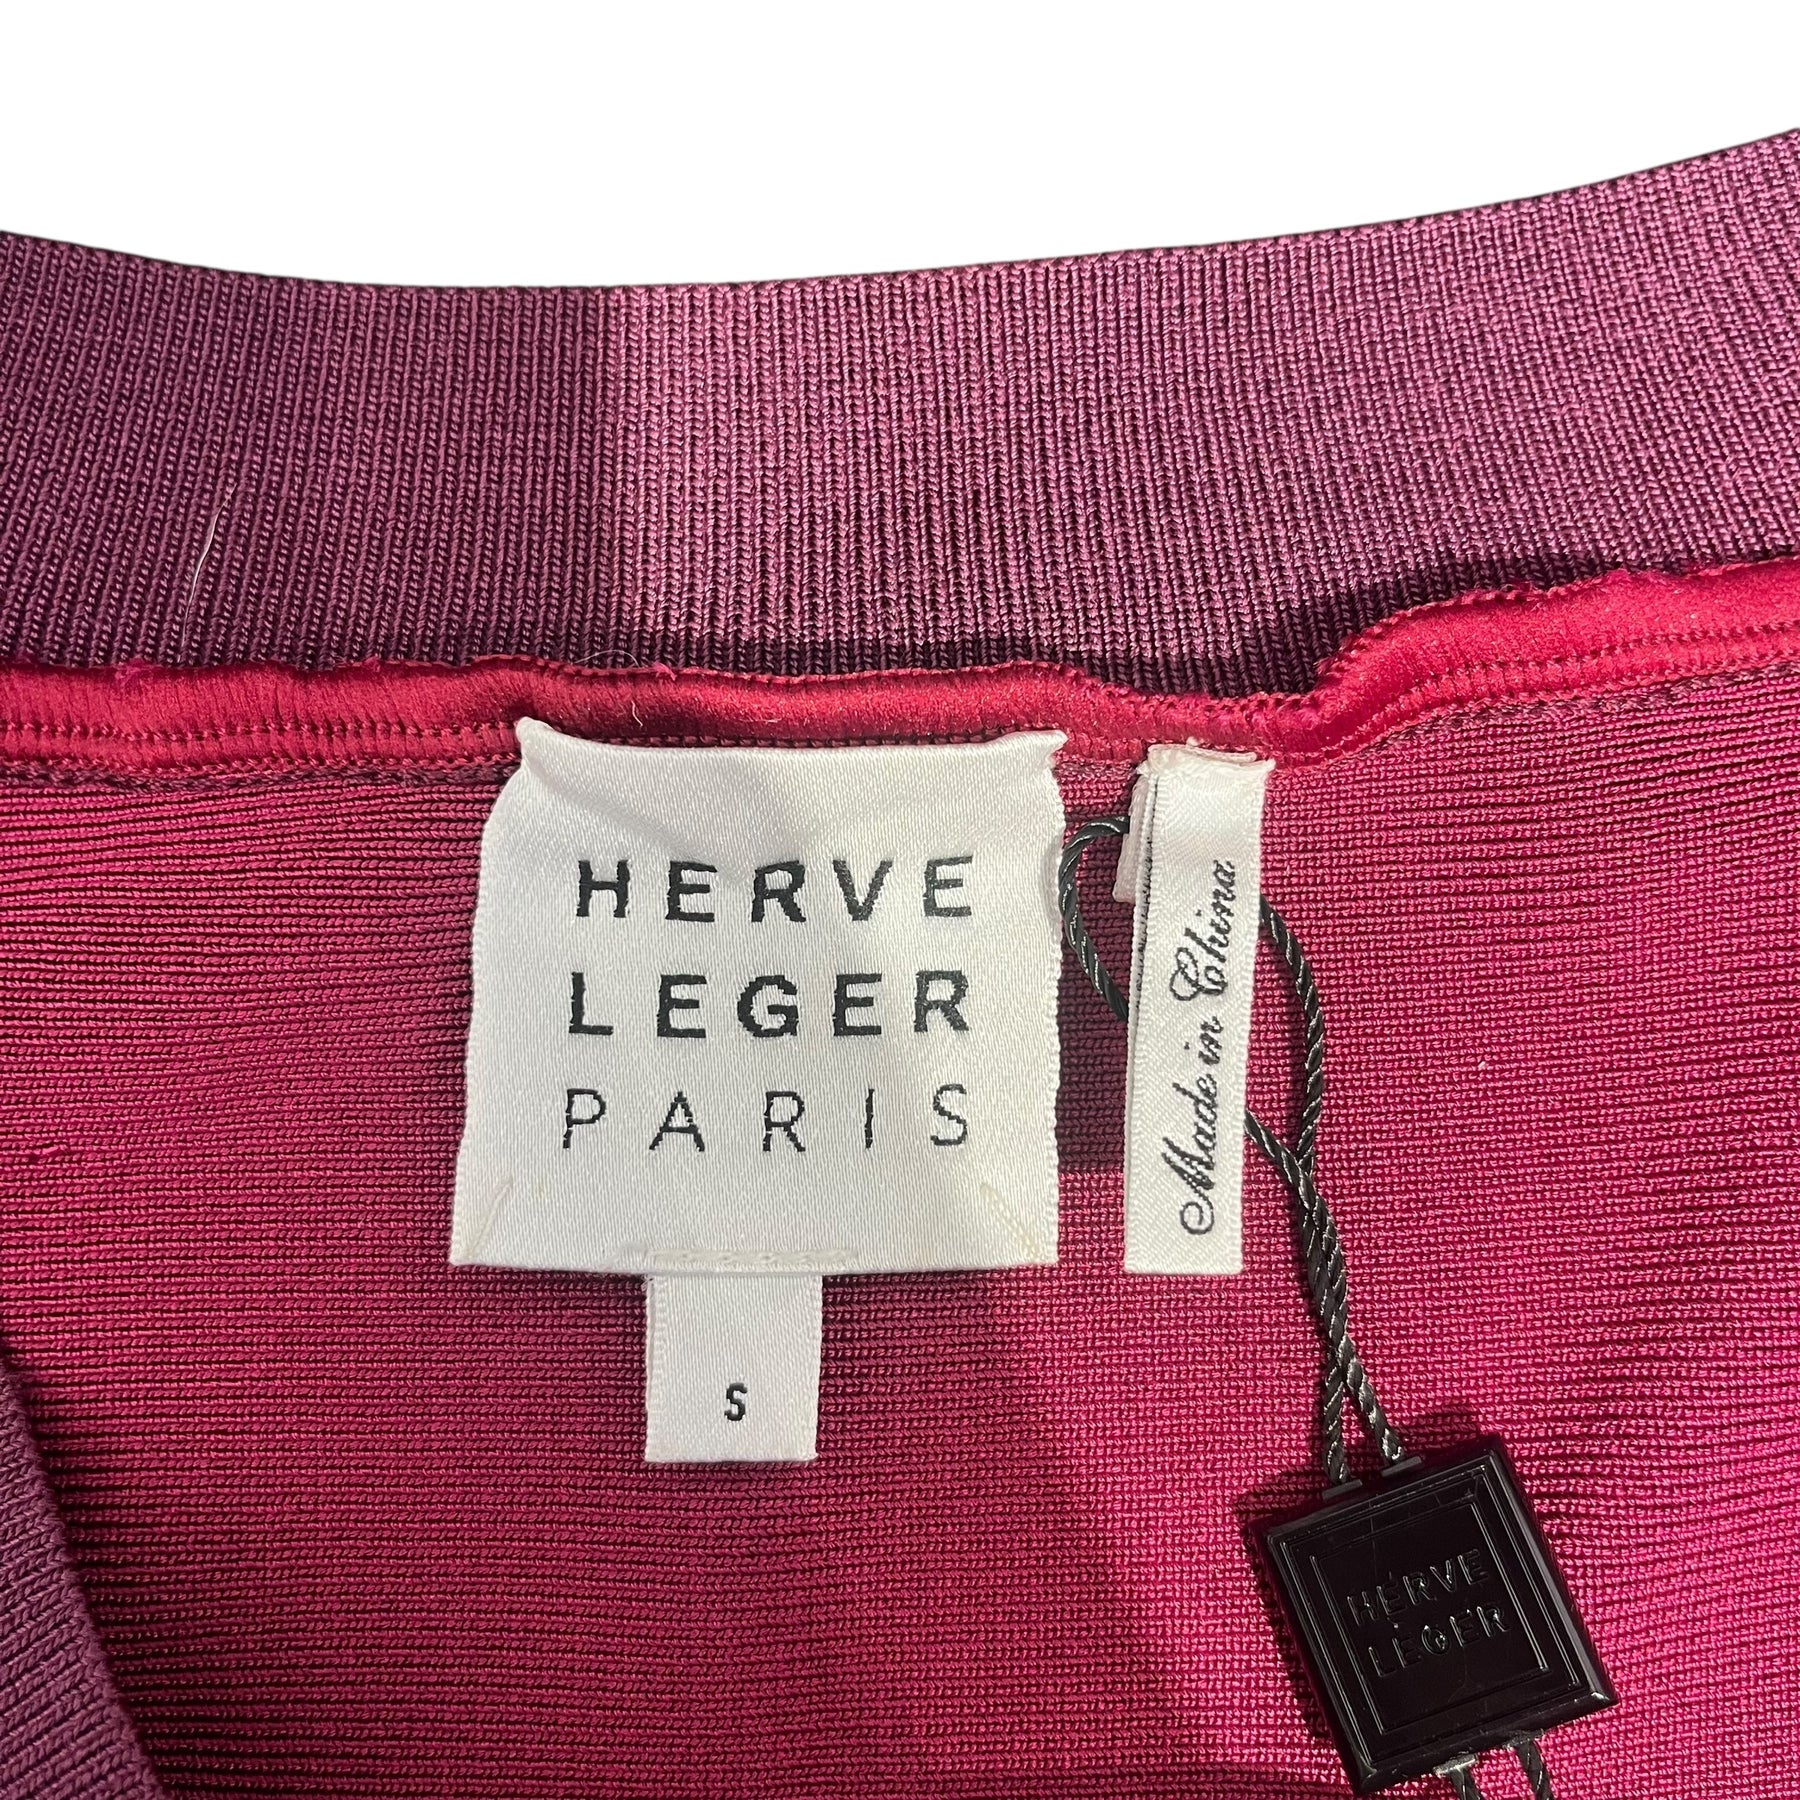 HERVE
LEGER
PARIS
S
Made in China
HERVE
LEGER